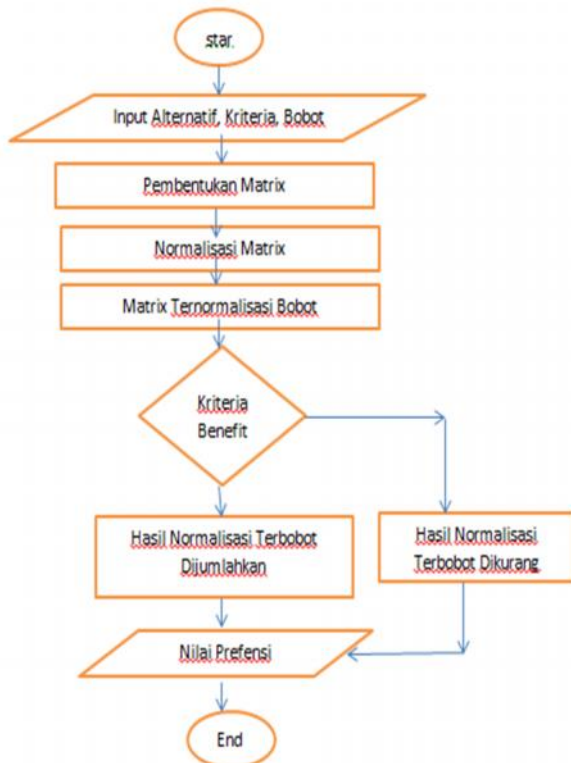 star.
Input Alternatif, Kriteria, Bobot
Pembentukan Matrix
Normalisasi Matrix
Matrix Ternormalisasi Bobot
Kriteria
Benefit
Hasil Normalisasi Terbobot
Dijumlahkan
Hasil Normalisasi
Terbobot Dikurang
Nilai Prefensi
End